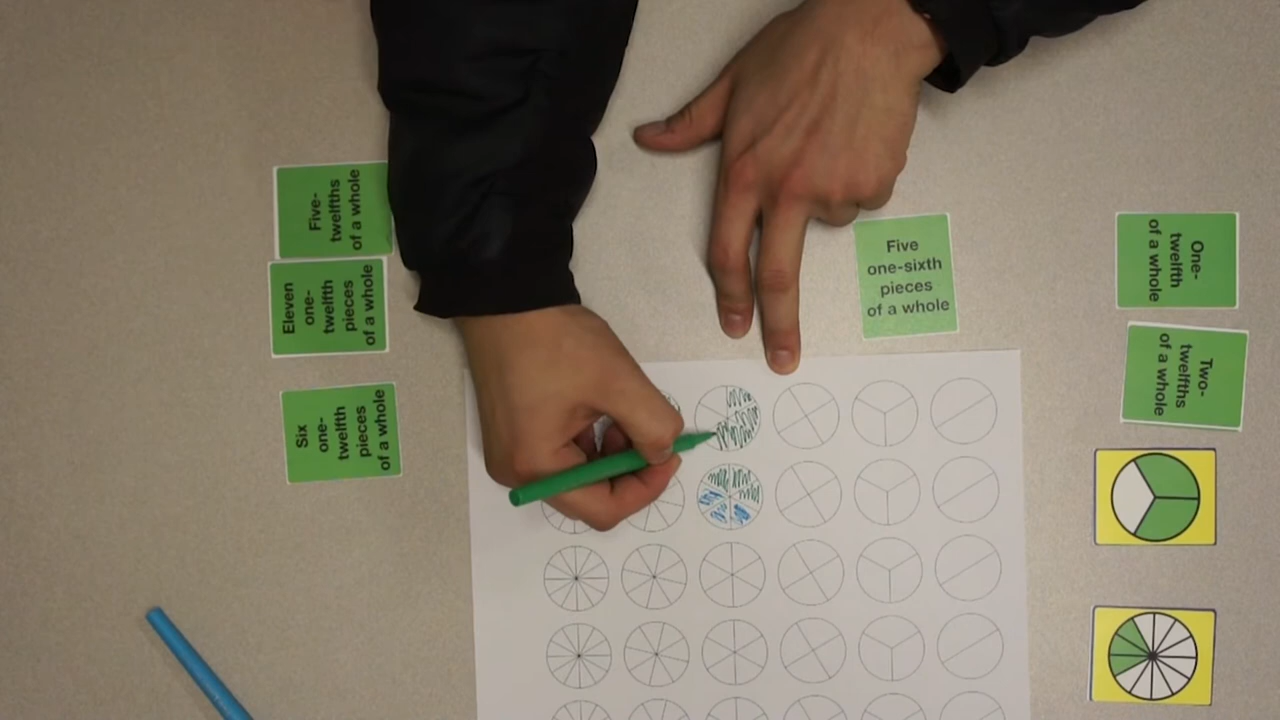 Five-
twelfths
of a whole
Eleven
one-
twelfth
pieces
of a whole
Six
one-
twelfth
pieces
of a whole
Five
one-sixth
pieces
of a whole
One-
twelfth
of a whole
Two-
twelfths
of a whole